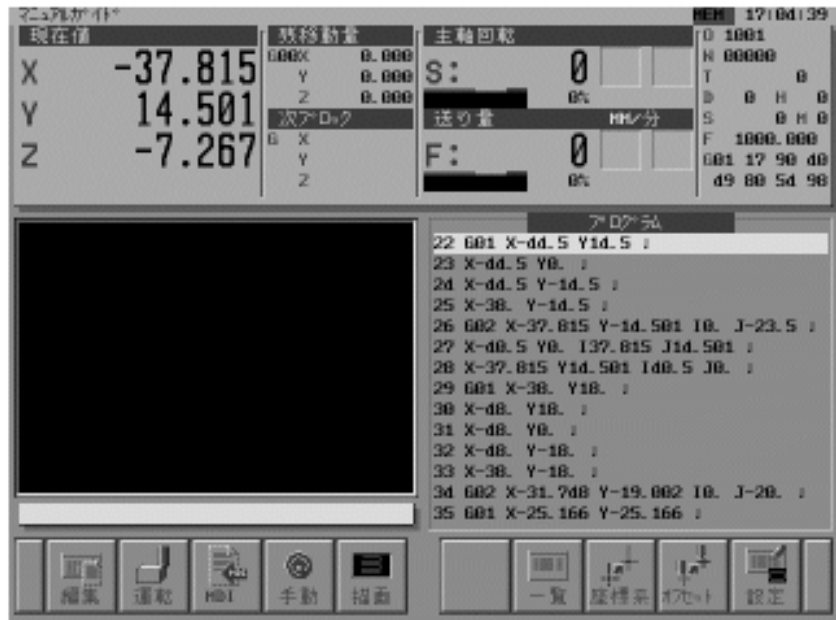 マニュアルガイド MEM 17:04:39
現在値 残移動量 主軸回転 O 1001
X -37.815 G00X 0.000 S: 0 N 00000
Y 14.501 Y 0.000 0% T 0
Z -7.267 Z 0.000 D 0 H 0
次ブロック 送り量 MM/分 S 0 M 0
G X F: 0 F 1000.000
Y 0% G01 17 90 40
Z 49 80 54 98
プログラム
22 G01 X-44.5 Y14.5 ;
23 X-44.5 Y0. ;
24 X-44.5 Y-14.5 ;
25 X-38. Y-14.5 ;
26 G02 X-37.815 Y-14.501 I0. J-23.5 ;
27 X-40.5 Y0. I37.815 J14.501 ;
28 X-37.815 Y14.501 I40.5 J0. ;
29 G01 X-38. Y18. ;
30 X-48. Y18. ;
31 X-48. Y0. ;
32 X-48. Y-18. ;
33 X-38. Y-18. ;
34 G02 X-31.748 Y-19.002 I0. J-20. ;
35 G01 X-25.166 Y-25.166 ;
編集 運転 MDI 手動 描画 一覧 座標系 オフセット 設定